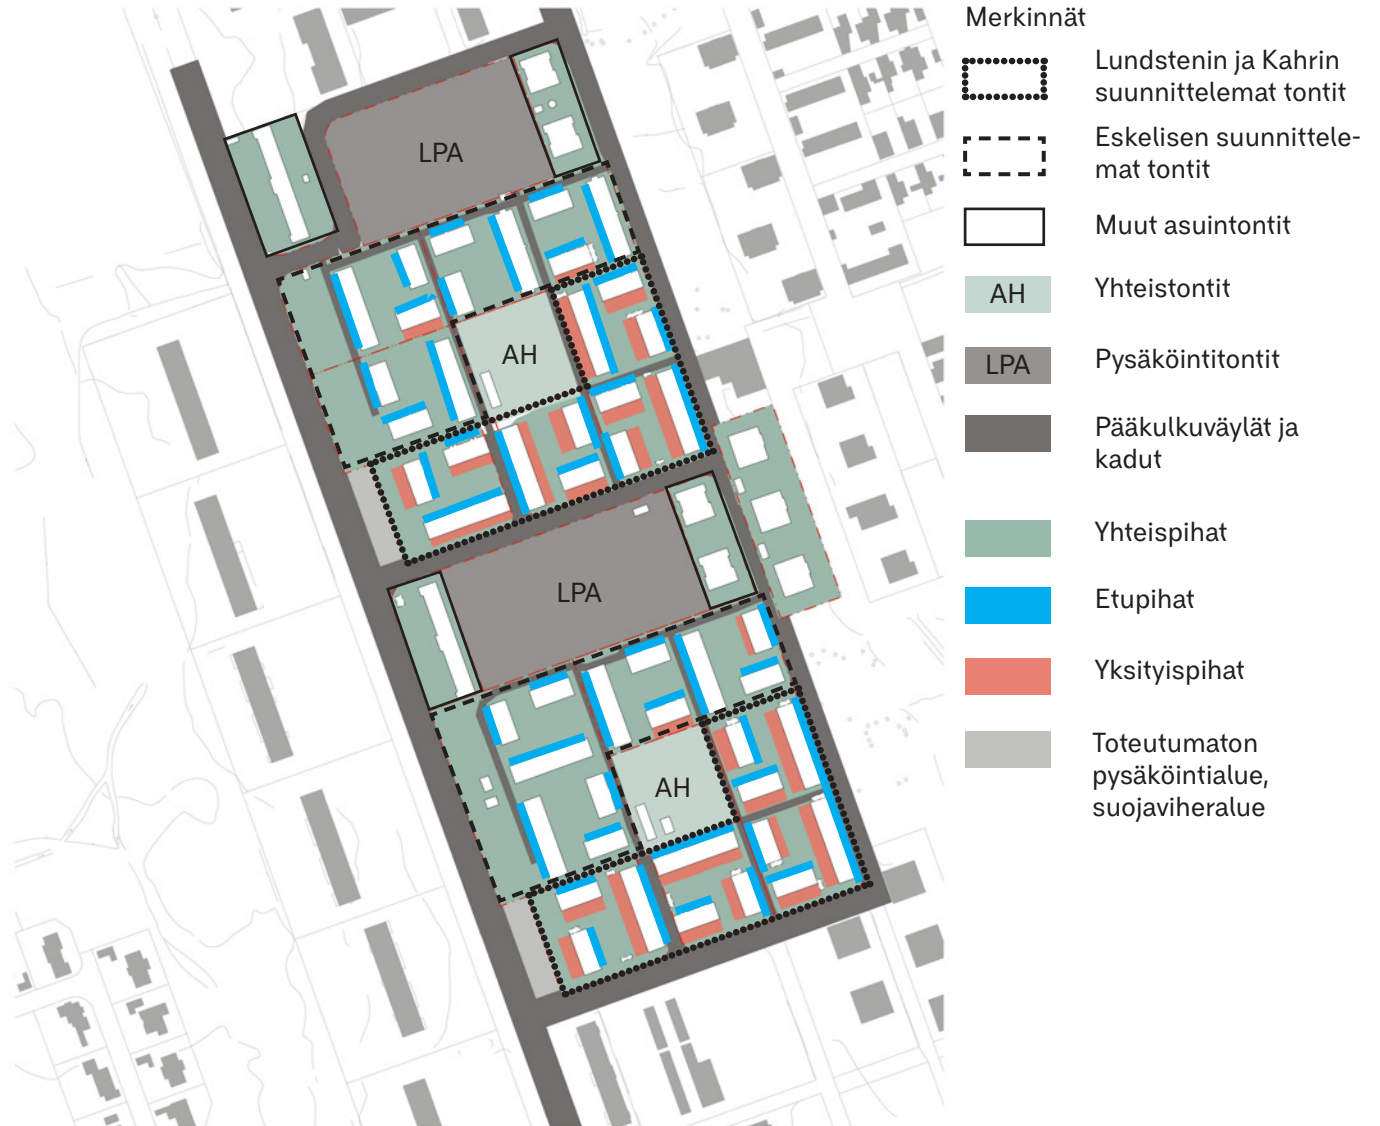 Merkinnät
Lundstenin ja Kahrin
suunnittelemat tontit
Eskelisen suunnittele-
mat tontit
Muut asuintontit
AH
Yhteistontit
LPA
Pysäköintitontit
Pääkulkuväylät ja
kadut
Yhteispihat
Etupihat
Yksityispihat
Toteutumaton
pysäköintialue,
suojaviheralue
LPA
AH
LPA
AH